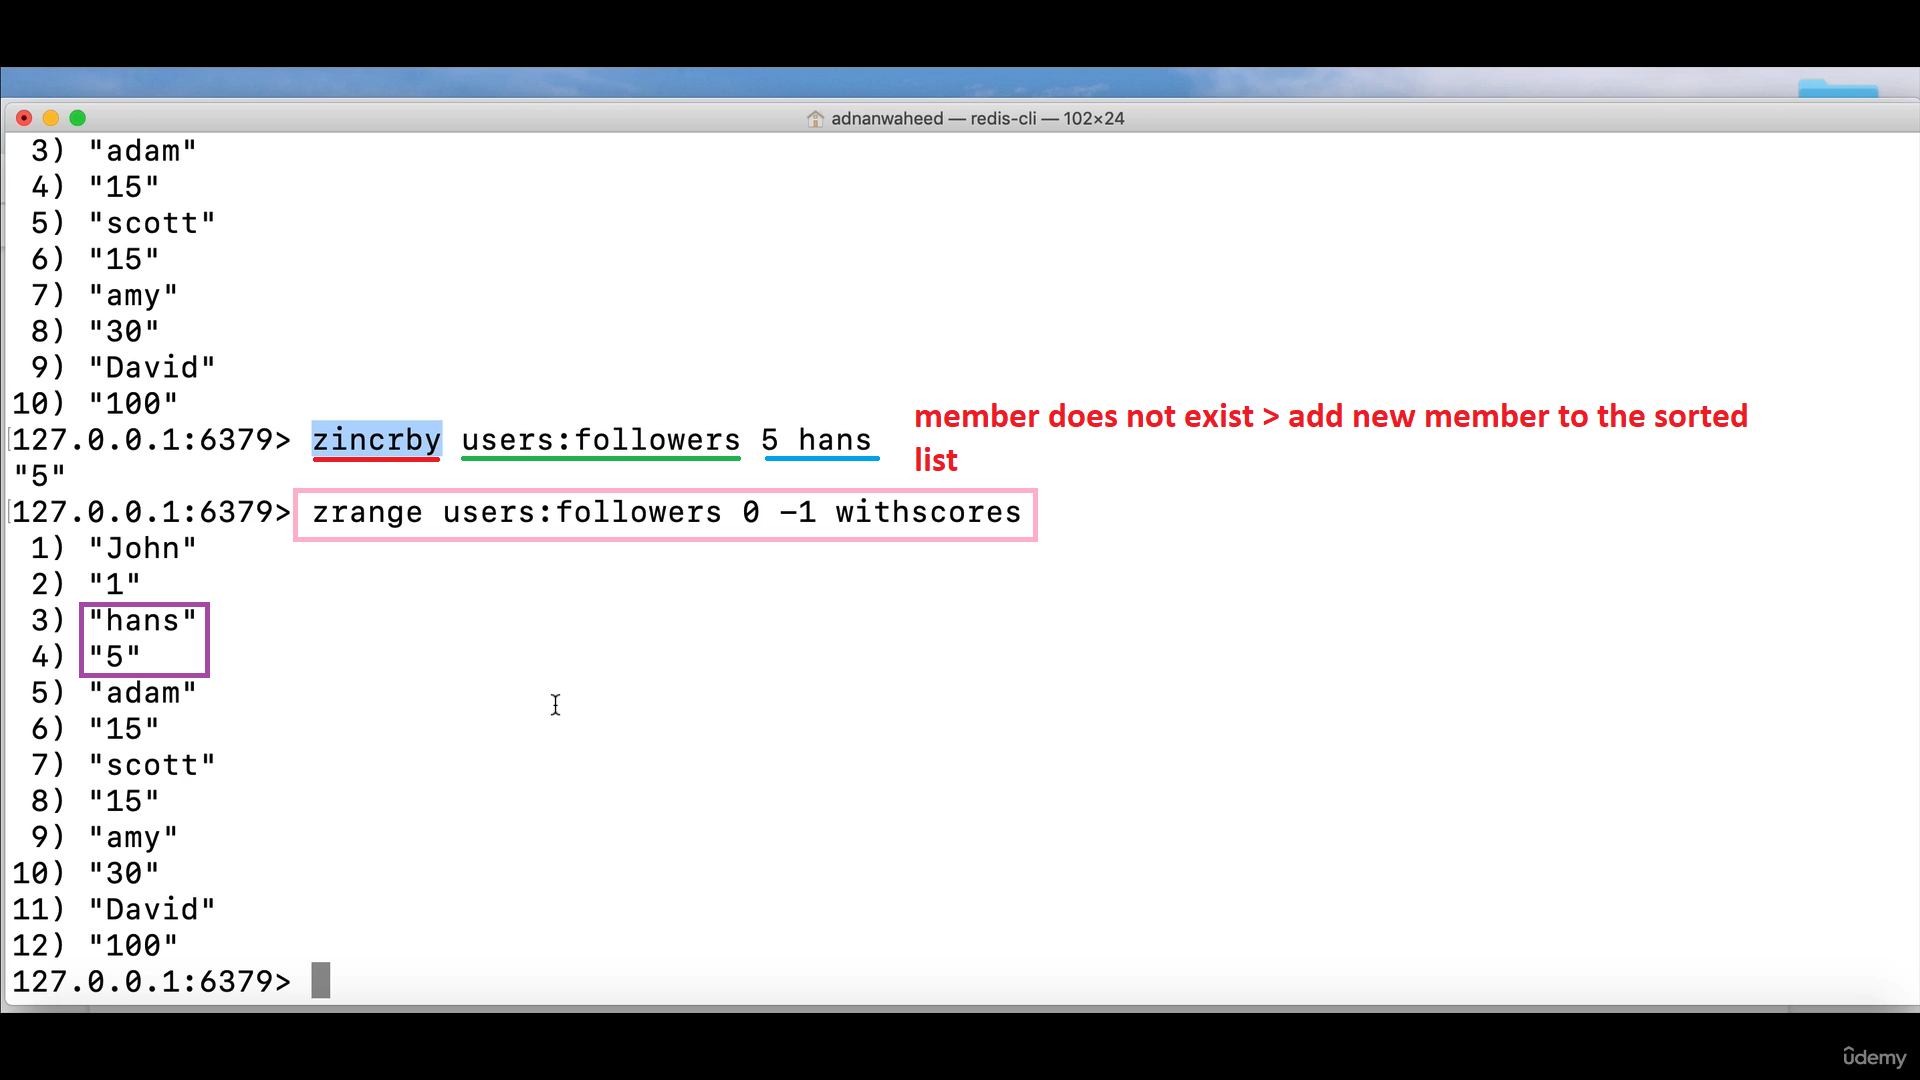 adnanwaheed — redis-cli — 102×24
3) "adam"
4) "15"
5) "scott"
6) "15"
7) "amy"
8) "30"
9) "David"
10) "100"
[127.0.0.1:6379> zincrby users:followers 5 hans
member does not exist > add new member to the sorted
list
"5"
[127.0.0.1:6379> zrange users:followers 0 -1 withscores
1) "John"
2) "1"
3) "hans"
4) "5"
5) "adam"
6) "15"
7) "scott"
8) "15"
9) "amy"
10) "30"
11) "David"
12) "100"
127.0.0.1:6379>
ûdemy